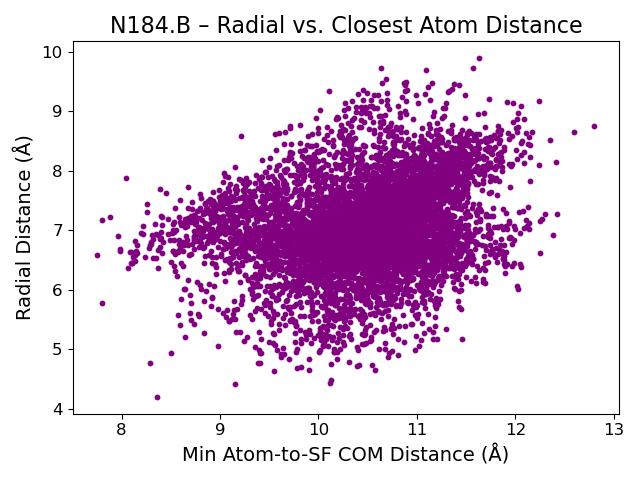 N184.B – Radial vs. Closest Atom Distance
10
9
8
7
6
5
4
Radial Distance (Å)
8 9 10 11 12 13
Min Atom-to-SF COM Distance (Å)